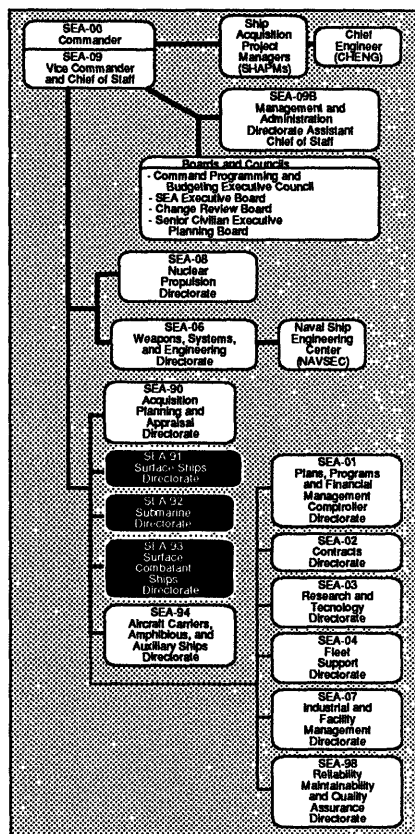 SEA-00
Commander
SEA-09
Vice Commander
and Chief of Staff
Ship
Acquisition
Project
Managers
(SHAPMs)
Chief
Engineer
(CHENG)
SEA-09B
Management and
Administration
Directorate Assistant
Chief of Staff
Boards and Councils
- Command Programming and
Budgeting Executive Council
- SEA Executive Board
- Change Review Board
- Senior Civilian Executive
Planning Board
SEA-08
Nuclear
Propulsion
Directorate
SEA-06
Weapons, Systems,
and Engineering
Directorate
Naval Ship
Engineering
Center
(NAVSEC)
SEA-90
Acquisition
Planning and
Appraisal
Directorate
SEA-91
Surface Ships
Directorate
SEA-92
Submarine
Directorate
SEA-93
Surface
Combatant
Ships
Directorate
SEA-94
Aircraft Carriers,
Amphibious, and
Auxiliary Ships
Directorate
SEA-01
Plans, Programs
and Financial
Management
Comptroller
Directorate
SEA-02
Contracts
Directorate
SEA-03
Research and
Tecnology
Directorate
SEA-04
Fleet
Support
Directorate
SEA-07
Industrial and
Facility
Management
Directorate
SEA-98
Reliability
Maintainability
and Quality
Assurance
Directorate